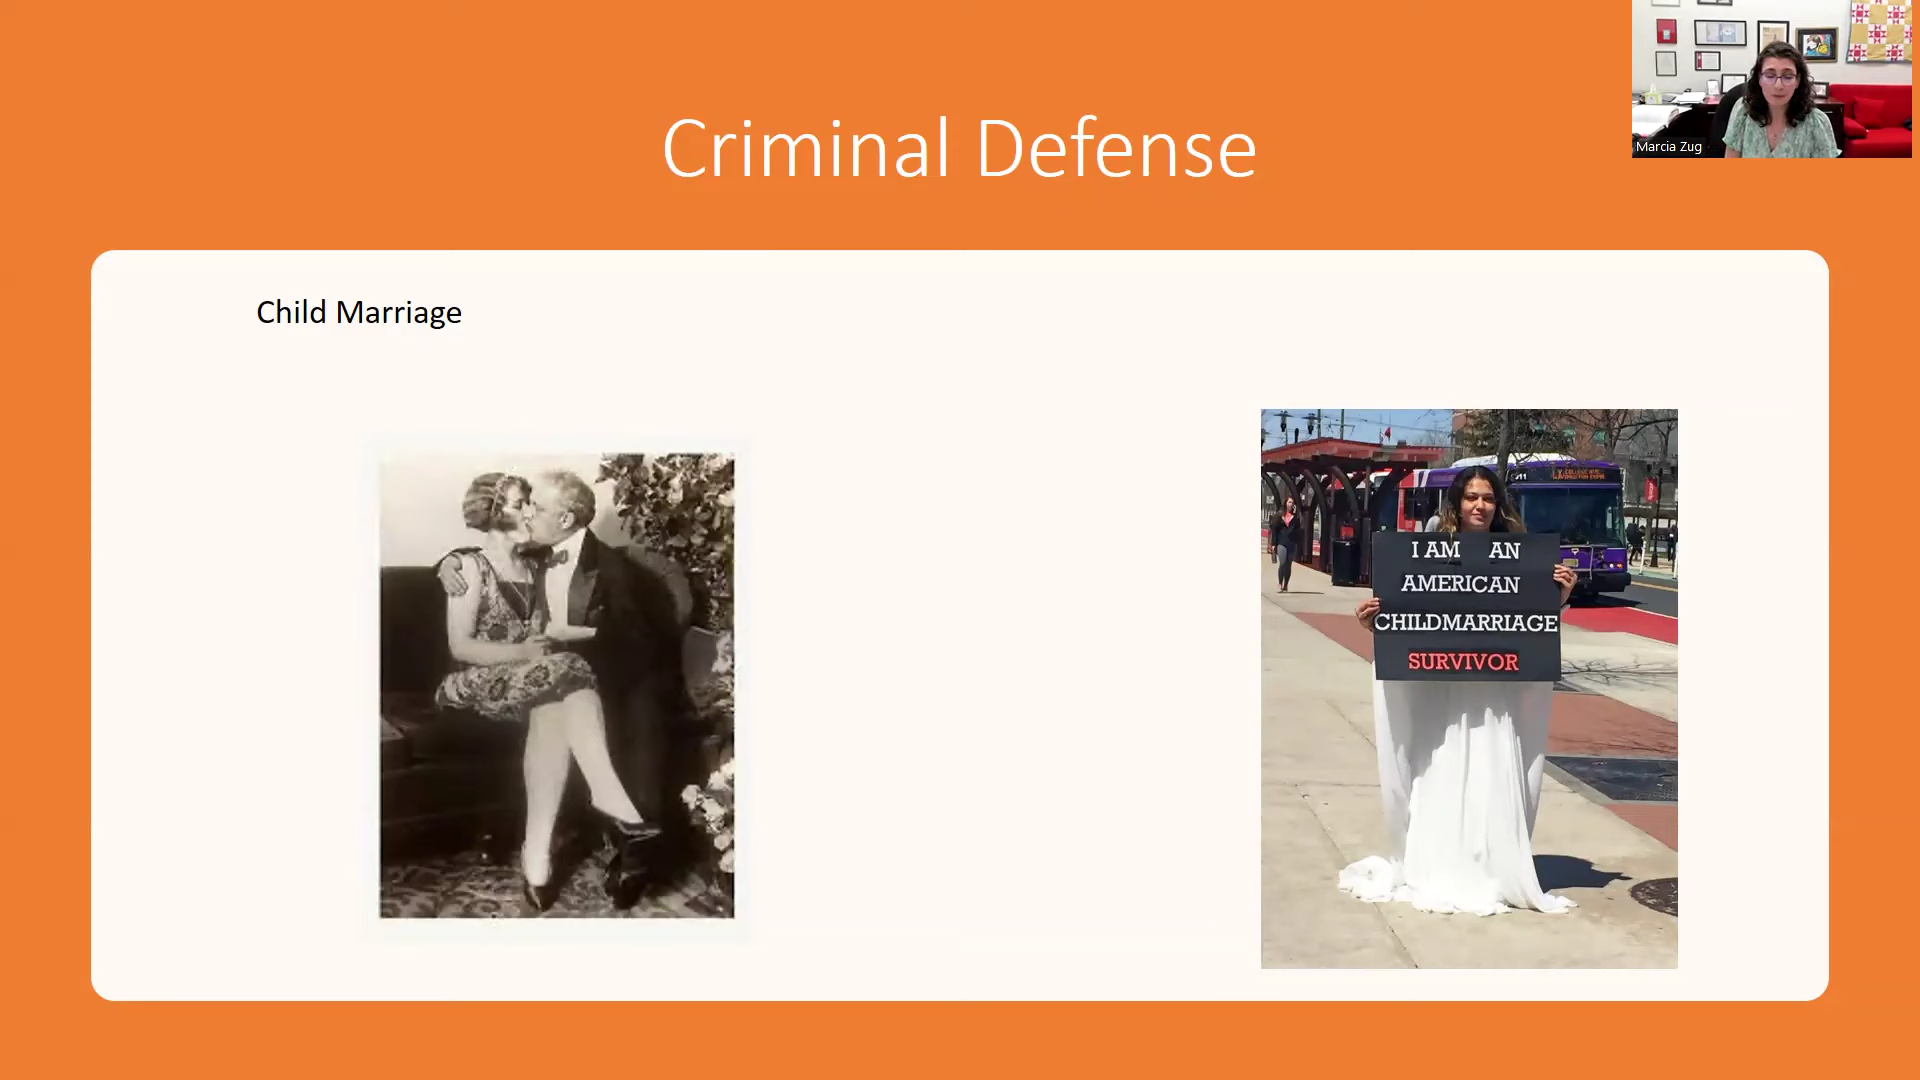 Criminal Defense
Marcia Zug
Child Marriage
I AM AN
AMERICAN
CHILDMARRIAGE
SURVIVOR